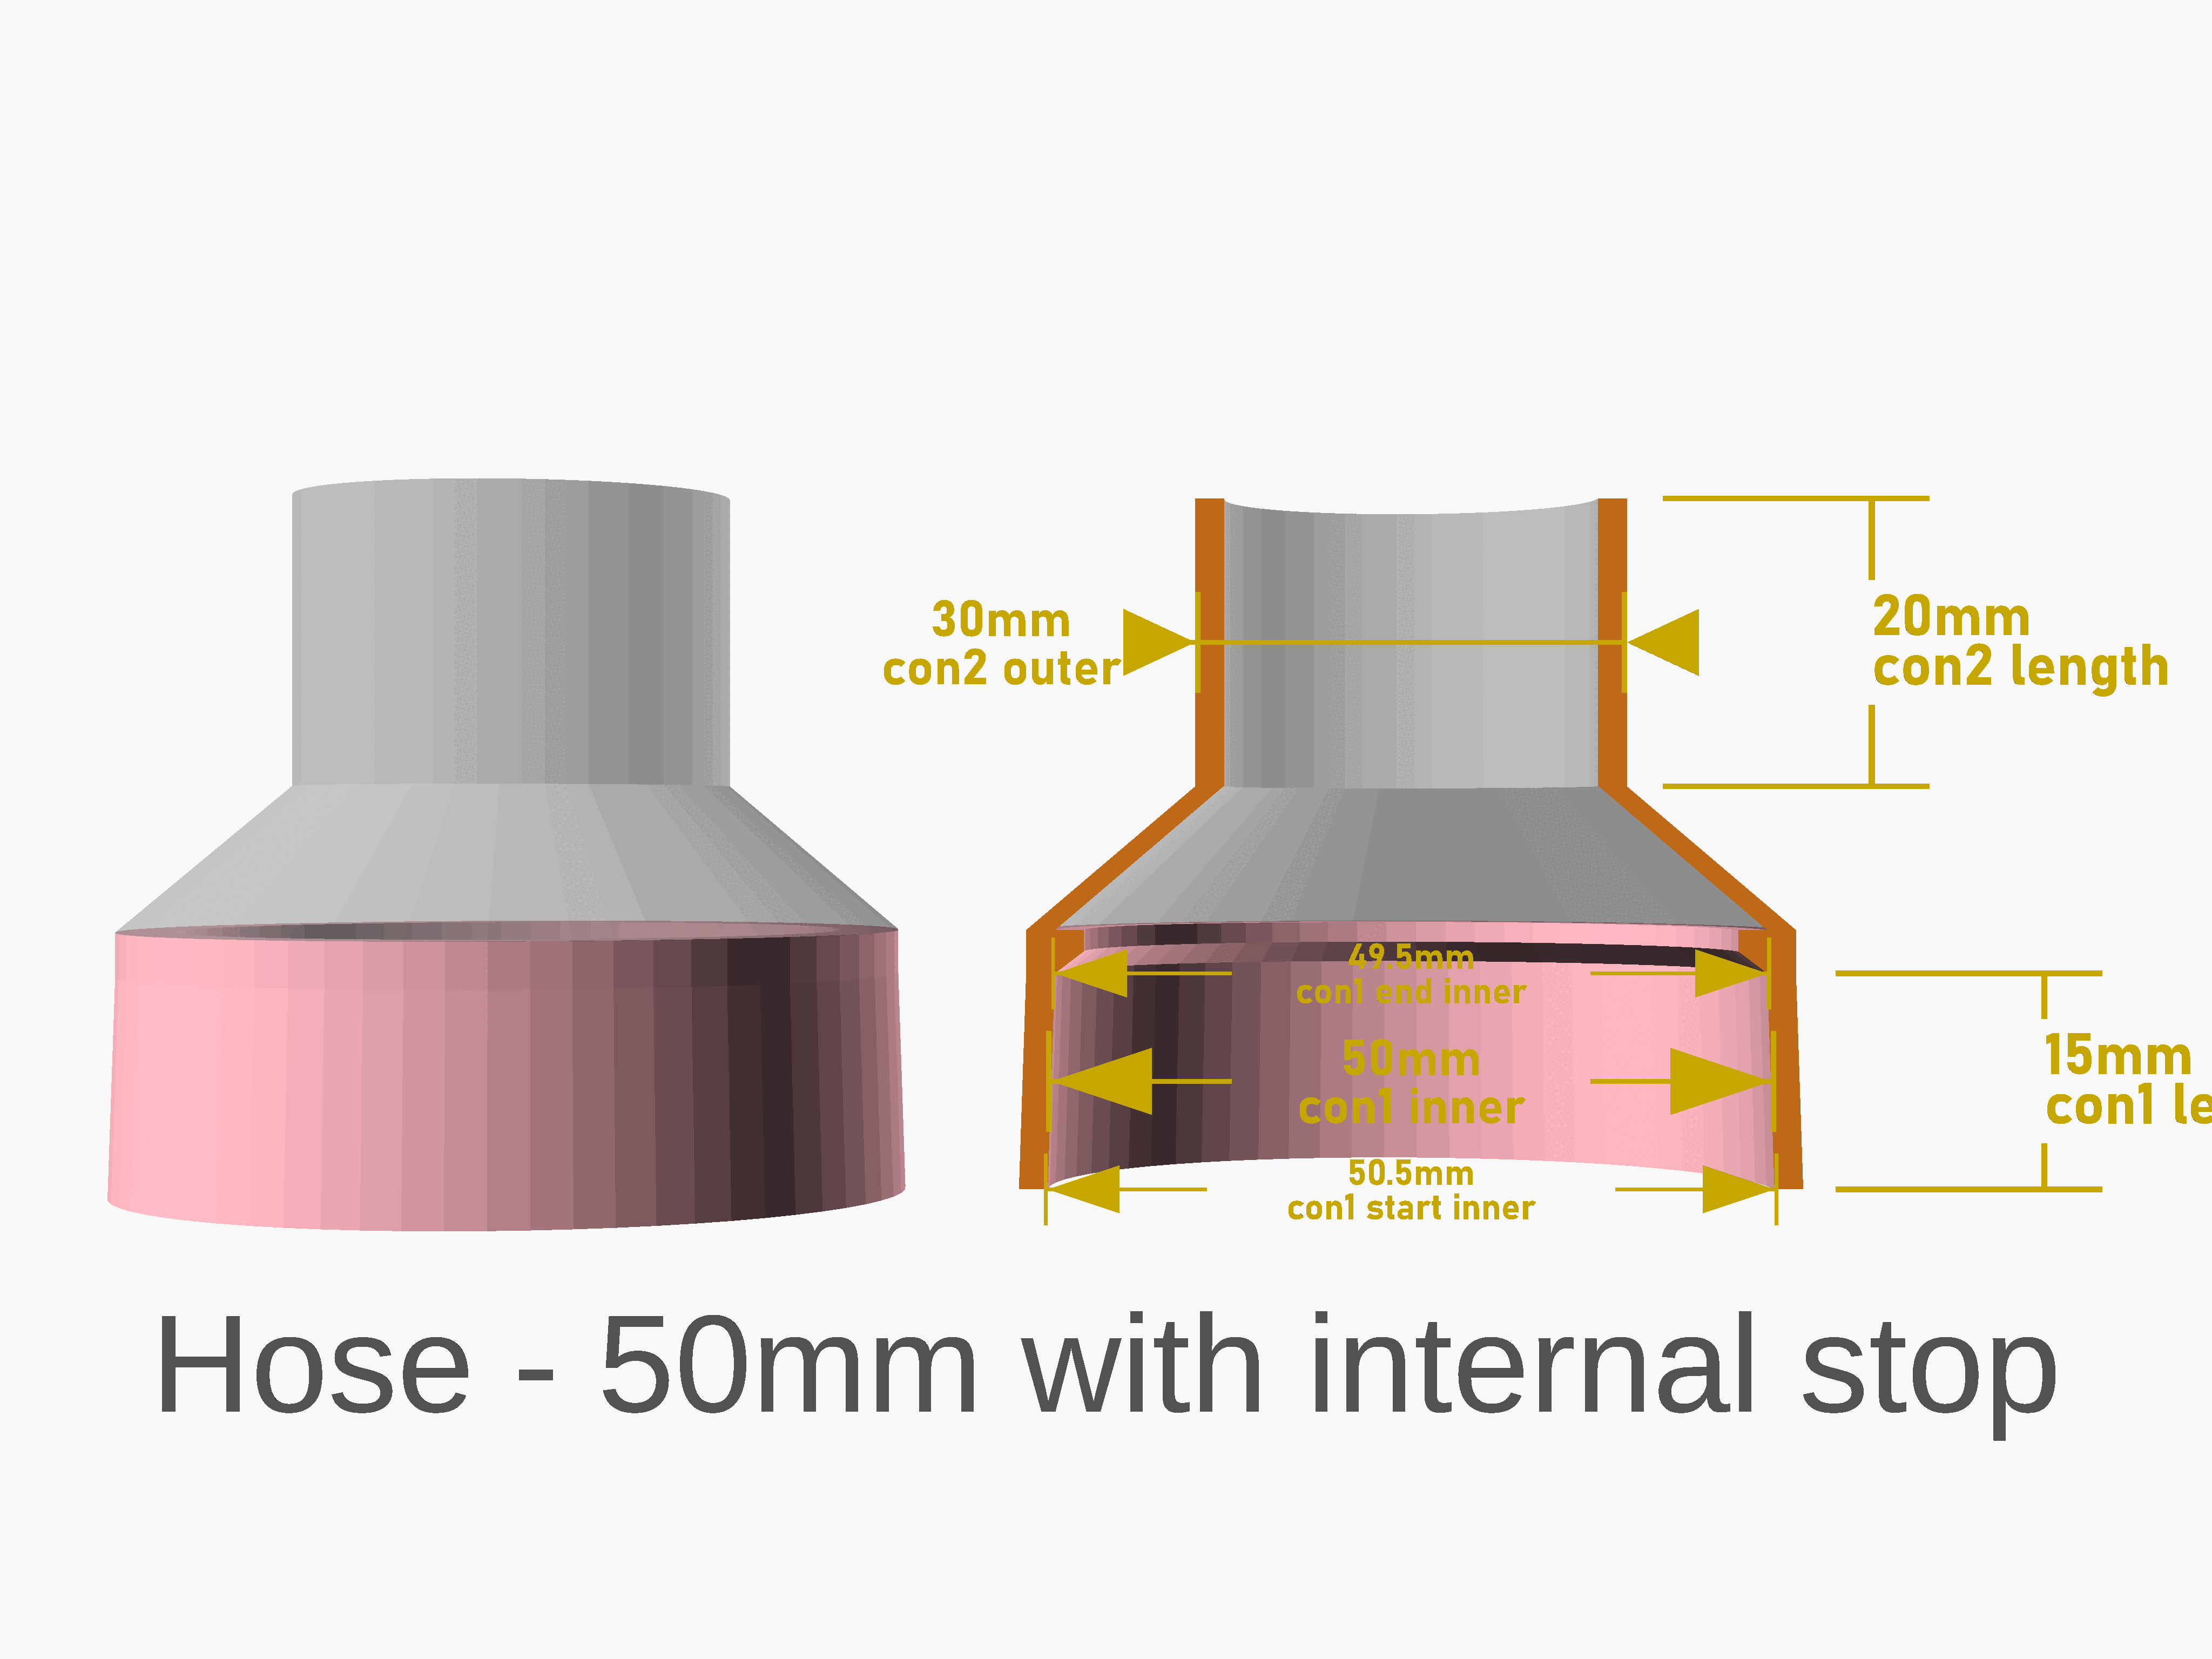 30mm
con2 outer
20mm
con2 length
49.5mm
con1 end inner
50mm
con1 inner
15mm
con1 le
50.5mm
con1 start inner
Hose - 50mm with internal stop